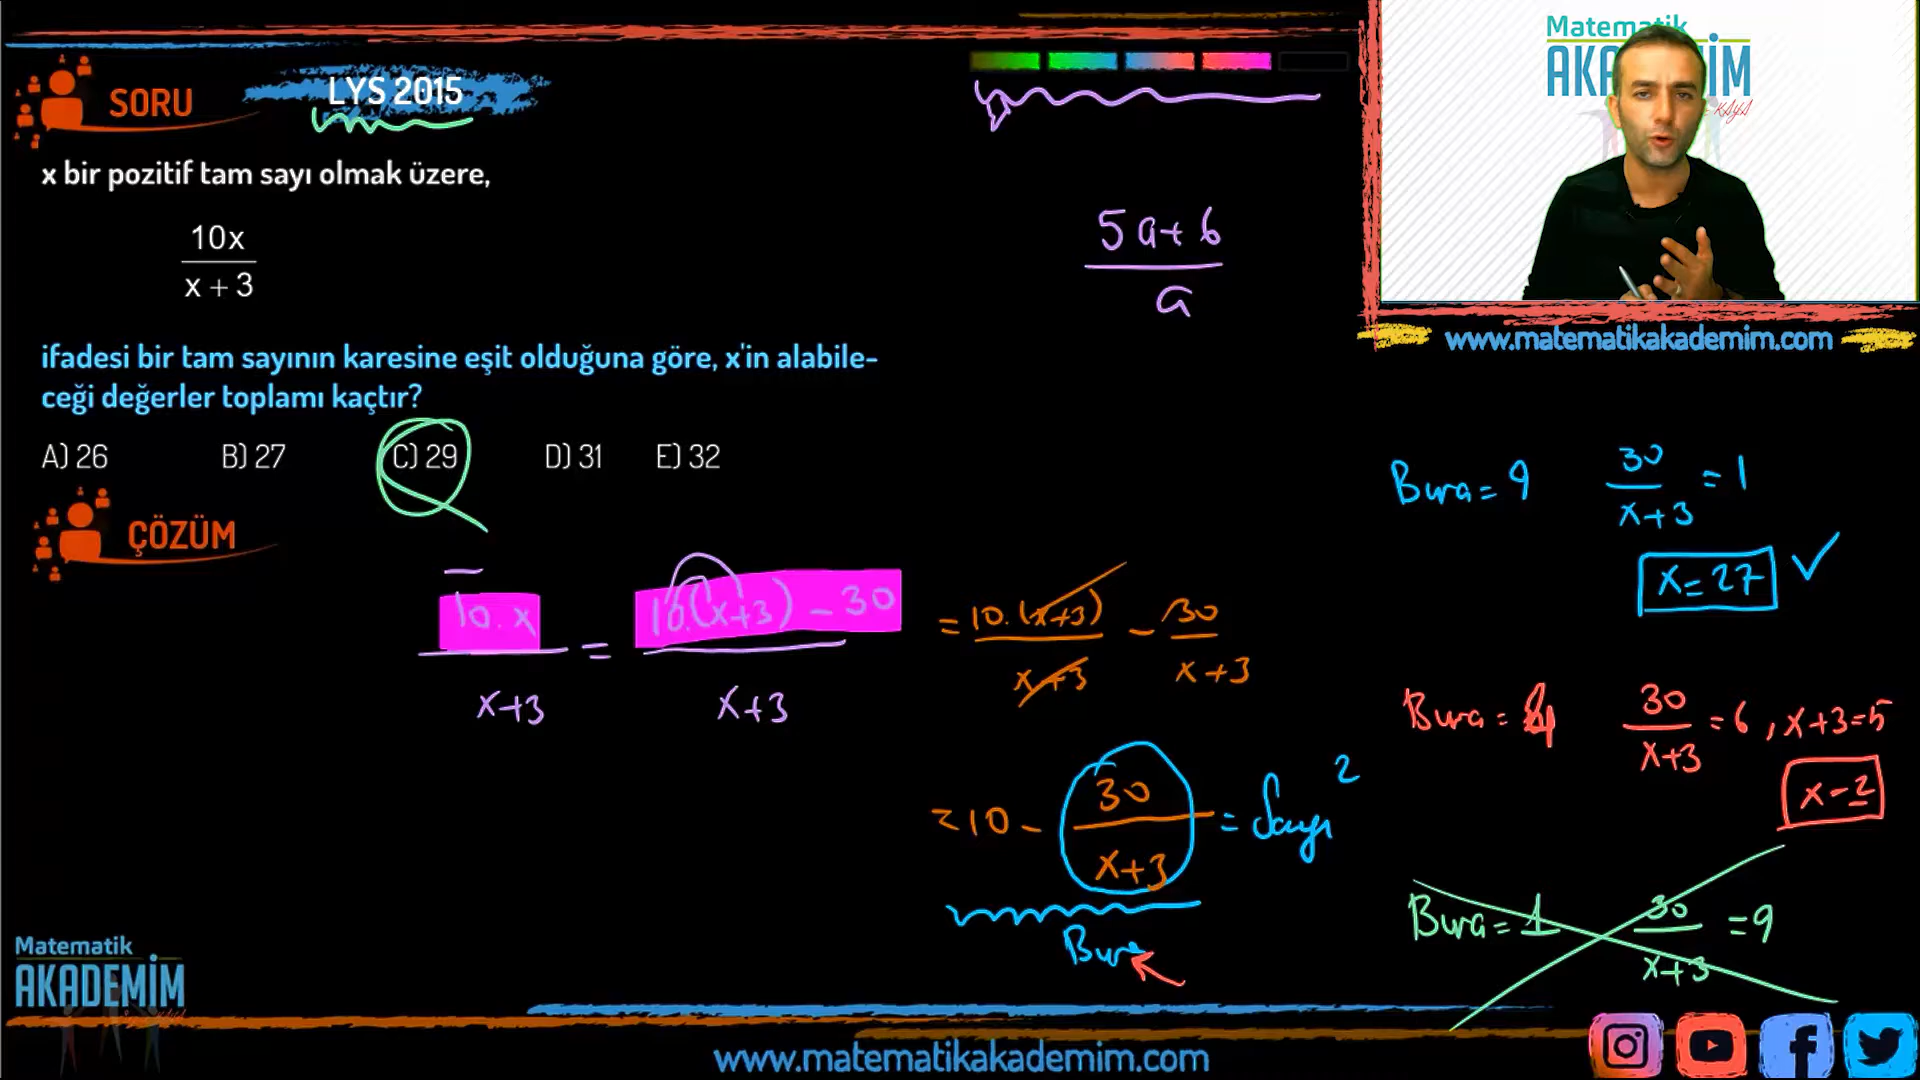 SORU
LYS 2015
x bir pozitif tam sayı olmak üzere,
10x
x + 3
ifadesi bir tam sayının karesine eşit olduğuna göre, x'in alabile-
ceği değerler toplamı kaçtır?
A) 26 B) 27 C) 29 D) 31 E) 32
ÇÖZÜM
5a+6
a
Matematik
AKADEMİM
KAYA
www.matematikakademim.com
10.x
x+3
=
10.(x+3) - 30
x+3
= 10.(x+3) - 30
x+3 x+3
= 10 - 30 = Sayı 2
x+3
Bura
Bura = 9 30 = 1
x+3
x = 27 ✓
Bura = 4 30 = 6 , x+3=5
x+3
x=2
Bura = 1 30 = 9
x+3
Matematik
AKADEMİM
www.matematikakademim.com